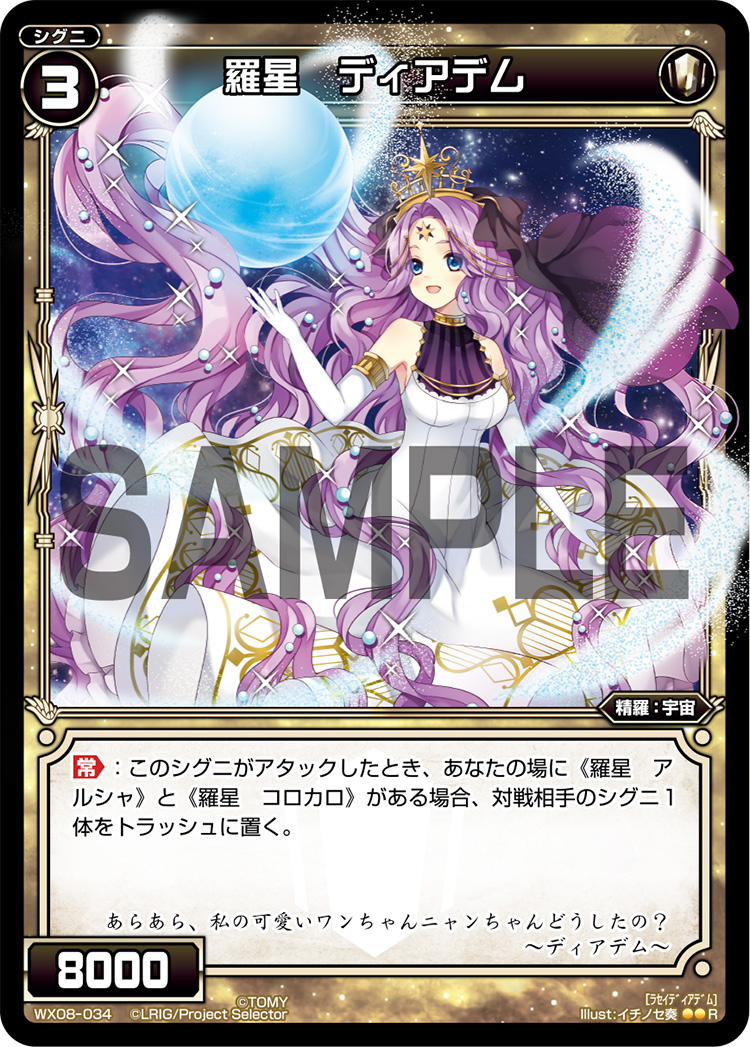 シグニ
3
羅星　ディアデム
SAMPLE
精羅：宇宙
常：このシグニがアタックしたとき、あなたの場に《羅星　ア
ルシャ》と《羅星　コロカロ》がある場合、対戦相手のシグニ１
体をトラッシュに置く。
あらあら、私の可愛いワンちゃんニャンちゃんどうしたの？
～ディアデム～
8000
WX08-034 ©LRIG/Project Selector
©TOMY
[ﾗｾｲﾃﾞｨｱﾃﾞﾑ]
Illust:イチノセ奏 R